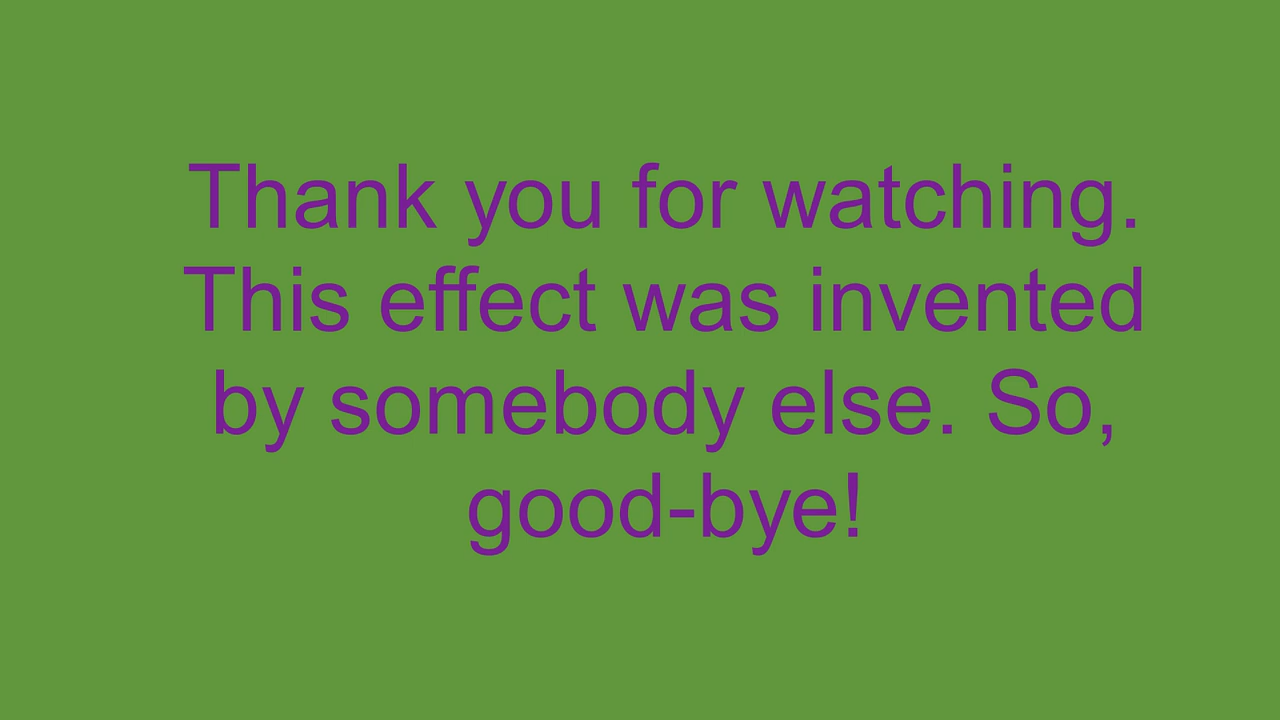 Thank you for watching.
This effect was invented
by somebody else. So,
good-bye!